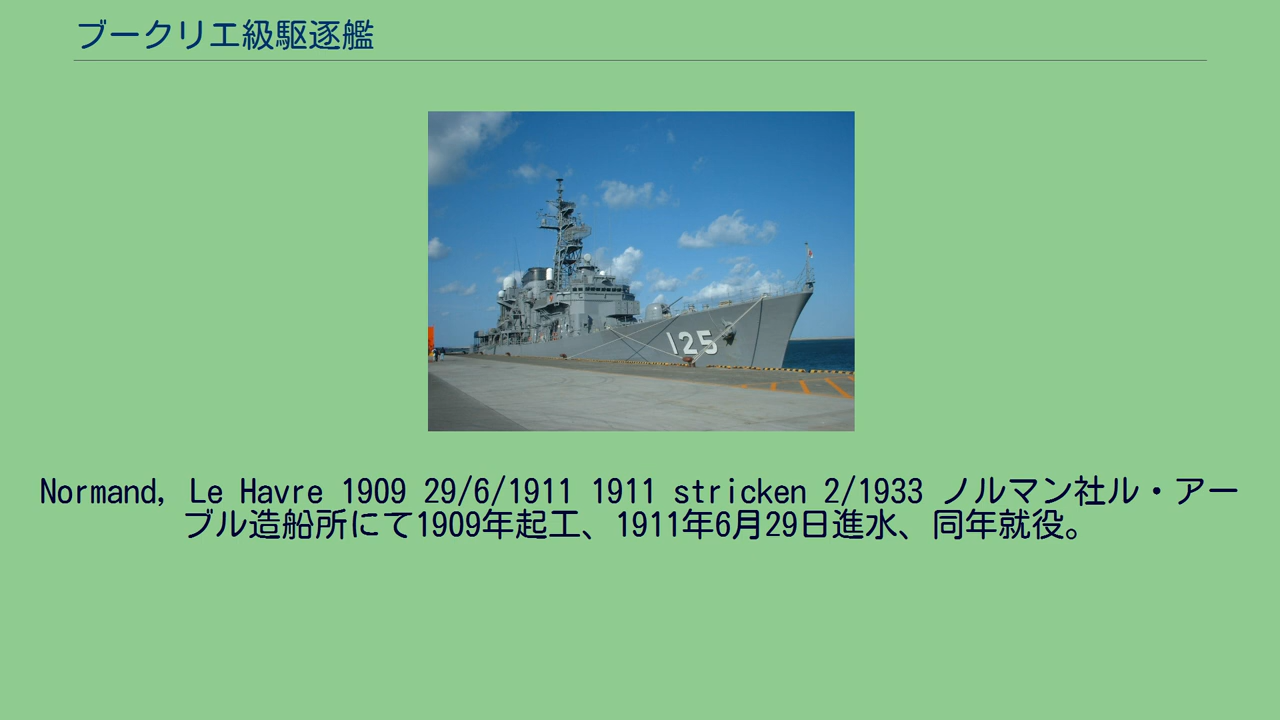 ブークリエ級駆逐艦
125
Normand, Le Havre 1909 29/6/1911 1911 stricken 2/1933 ノルマン社ル・アー
ブル造船所にて1909年起工、1911年6月29日進水、同年就役。